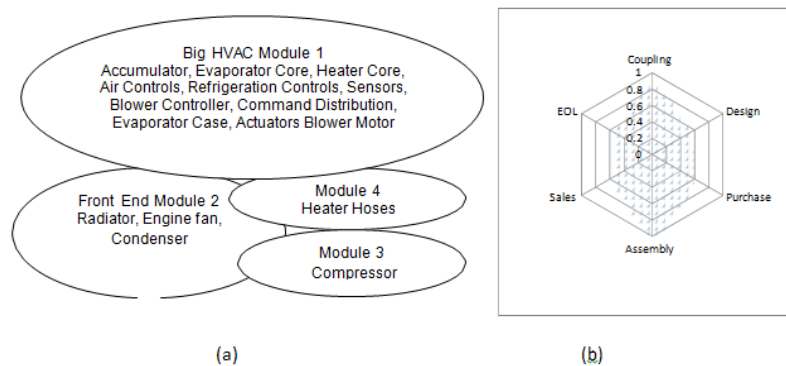 Big HVAC Module 1
Accumulator, Evaporator Core, Heater Core,
Air Controls, Refrigeration Controls, Sensors,
Blower Controller, Command Distribution,
Evaporator Case, Actuators Blower Motor
Front End Module 2
Radiator, Engine fan,
Condenser
Module 4
Heater Hoses
Module 3
Compressor
(a)
Coupling
1
0.8
0.6
0.4
0.2
0
EOL
Design
Sales
Purchase
Assembly
(b)